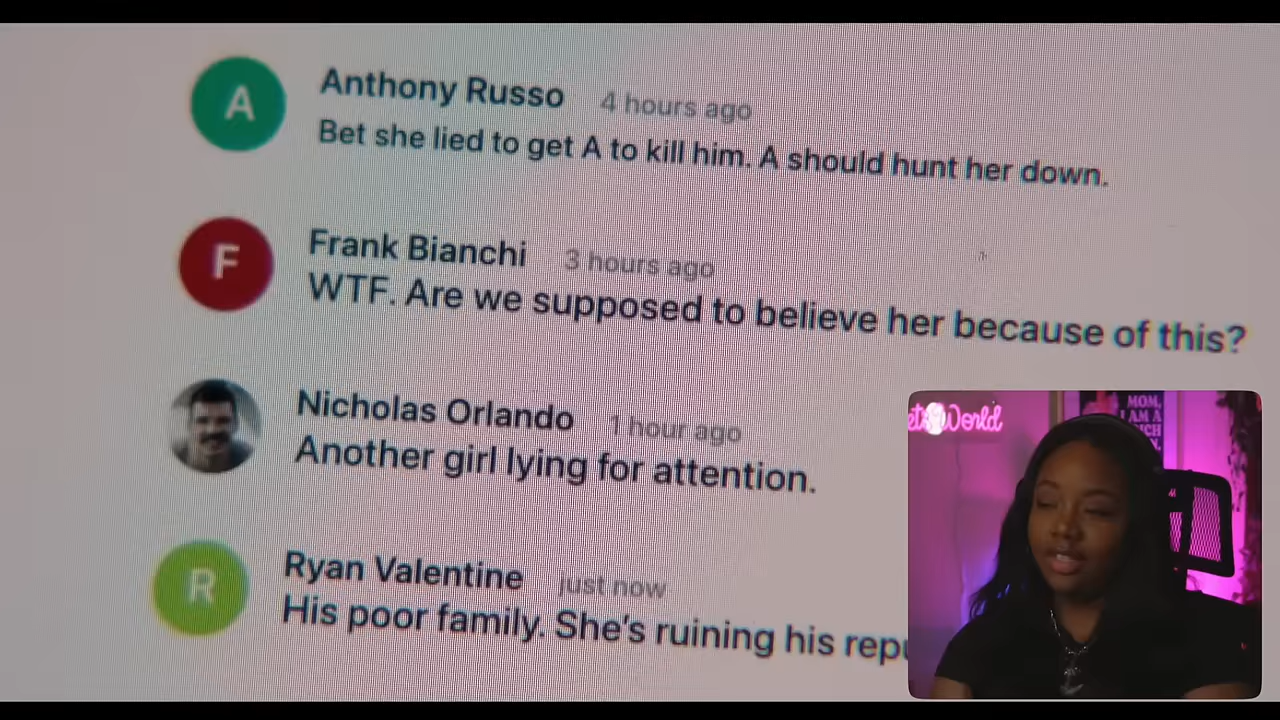 A
Anthony Russo 4 hours ago
Bet she lied to get A to kill him. A should hunt her down.
F
Frank Bianchi 3 hours ago
WTF. Are we supposed to believe her because of this?
Nicholas Orlando 1 hour ago
Another girl lying for attention.
R
Ryan Valentine just now
His poor family. She's ruining his
World
MOM,
I AM A